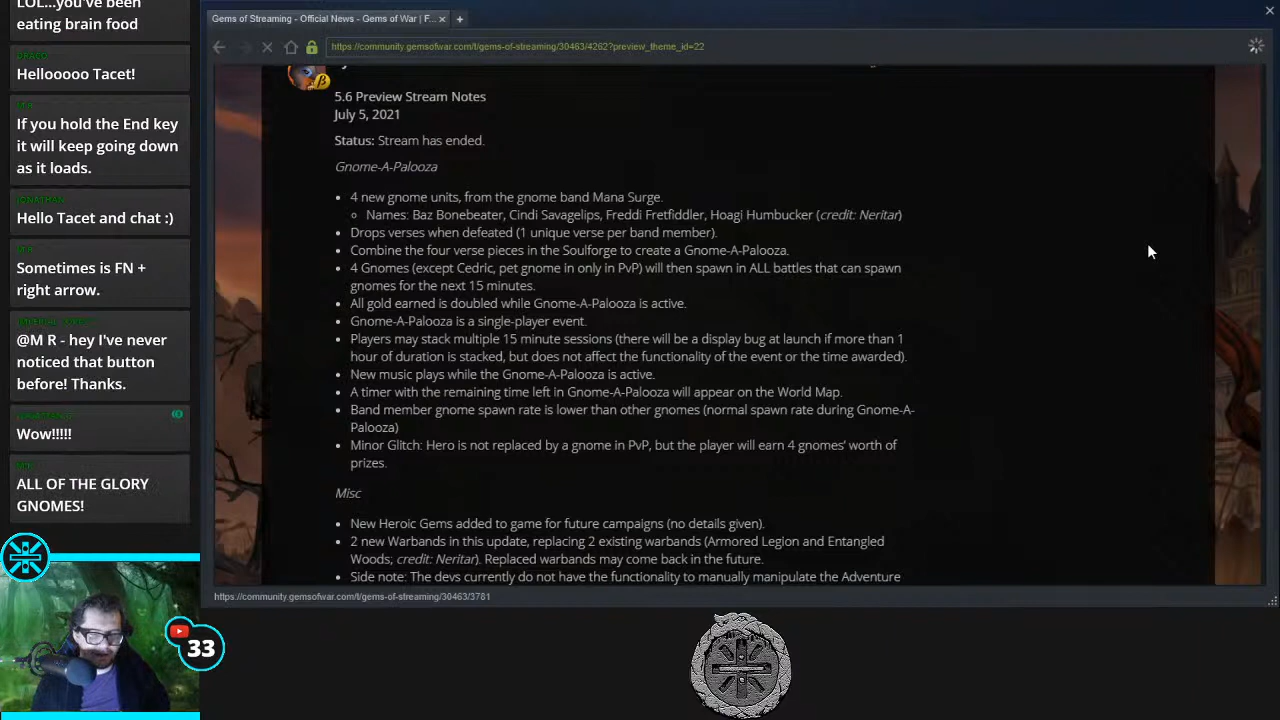 LOL...you've been
eating brain food
Hellooooo Tacet!
If you hold the End key
it will keep going down
as it loads.
JONATHAN
Hello Tacet and chat :)
Sometimes is FN +
right arrow.
@M R - hey I've never
noticed that button
before! Thanks.
Wow!!!!!
ALL OF THE GLORY
GNOMES!
33
Gems of Streaming - Official News - Gems of War | F...
https://community.gemsofwar.com/t/gems-of-streaming/30463/4262?preview_theme_id=22
5.6 Preview Stream Notes
July 5, 2021
Status: Stream has ended.
Gnome-A-Palooza
• 4 new gnome units, from the gnome band Mana Surge.
Names: Baz Bonebeater, Cindi Savagelips, Freddi Fretfiddler, Hoagi Humbucker (credit: Neritar)
• Drops verses when defeated (1 unique verse per band member).
• Combine the four verse pieces in the Soulforge to create a Gnome-A-Palooza.
• 4 Gnomes (except Cedric, pet gnome in only in PvP) will then spawn in ALL battles that can spawn
gnomes for the next 15 minutes.
• All gold earned is doubled while Gnome-A-Palooza is active.
• Gnome-A-Palooza is a single-player event.
• Players may stack multiple 15 minute sessions (there will be a display bug at launch if more than 1
hour of duration is stacked, but does not affect the functionality of the event or the time awarded).
• New music plays while the Gnome-A-Palooza is active.
• A timer with the remaining time left in Gnome-A-Palooza will appear on the World Map.
• Band member gnome spawn rate is lower than other gnomes (normal spawn rate during Gnome-A-
Palooza)
• Minor Glitch: Hero is not replaced by a gnome in PvP, but the player will earn 4 gnomes' worth of
prizes.
Misc
• New Heroic Gems added to game for future campaigns (no details given).
• 2 new Warbands in this update, replacing 2 existing warbands (Armored Legion and Entangled
Woods; credit: Neritar). Replaced warbands may come back in the future.
• Side note: The devs currently do not have the functionality to manually manipulate the Adventure
https://community.gemsofwar.com/t/gems-of-streaming/30463/3781